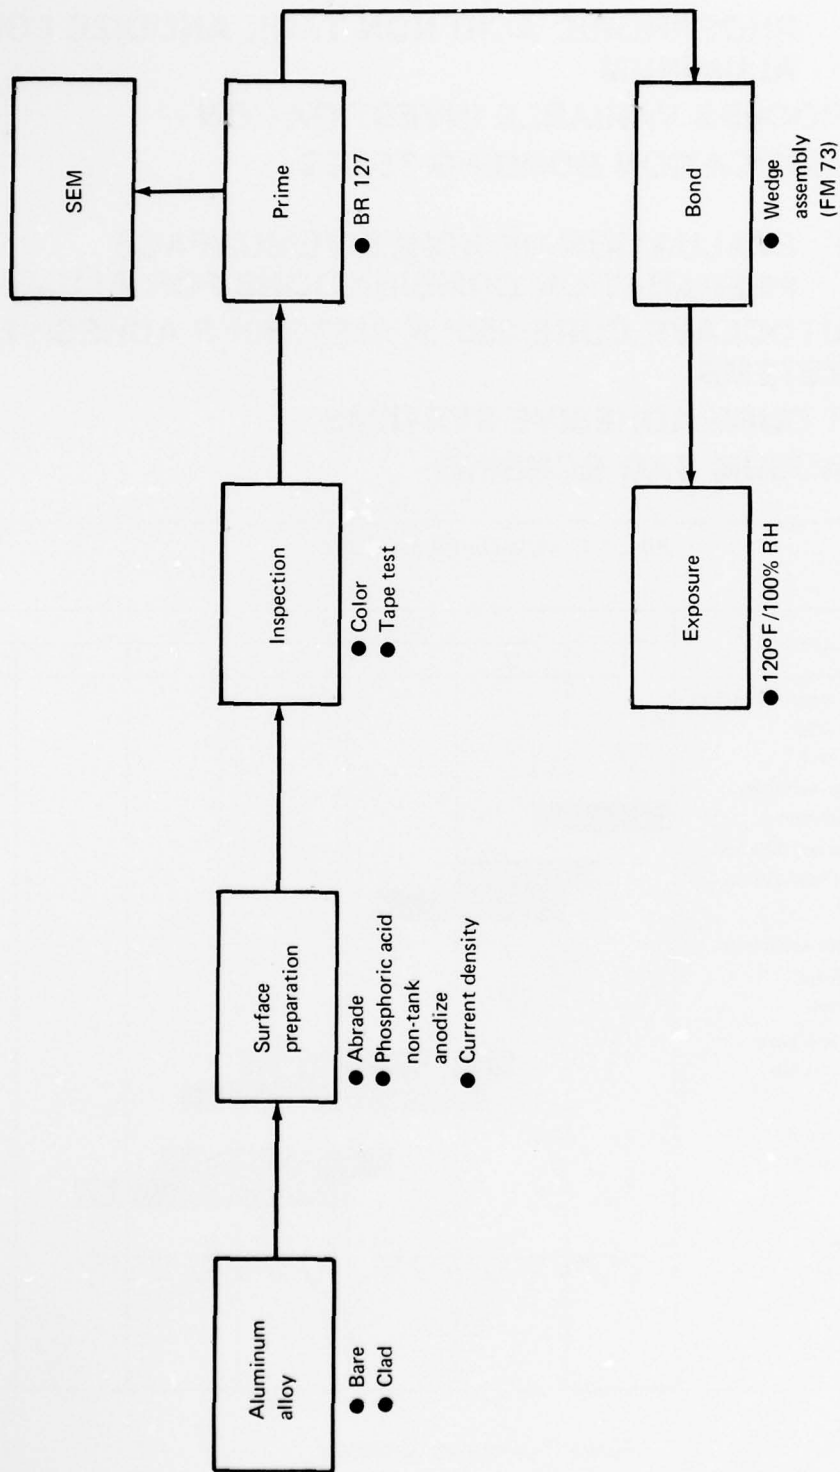 Aluminum
alloy
● Bare
● Clad
Surface
preparation
● Abrade
● Phosphoric acid
non-tank
anodize
● Current density
Inspection
● Color
● Tape test
SEM
Prime
● BR 127
Bond
● Wedge
assembly
(FM 73)
Exposure
● 120°F/100% RH